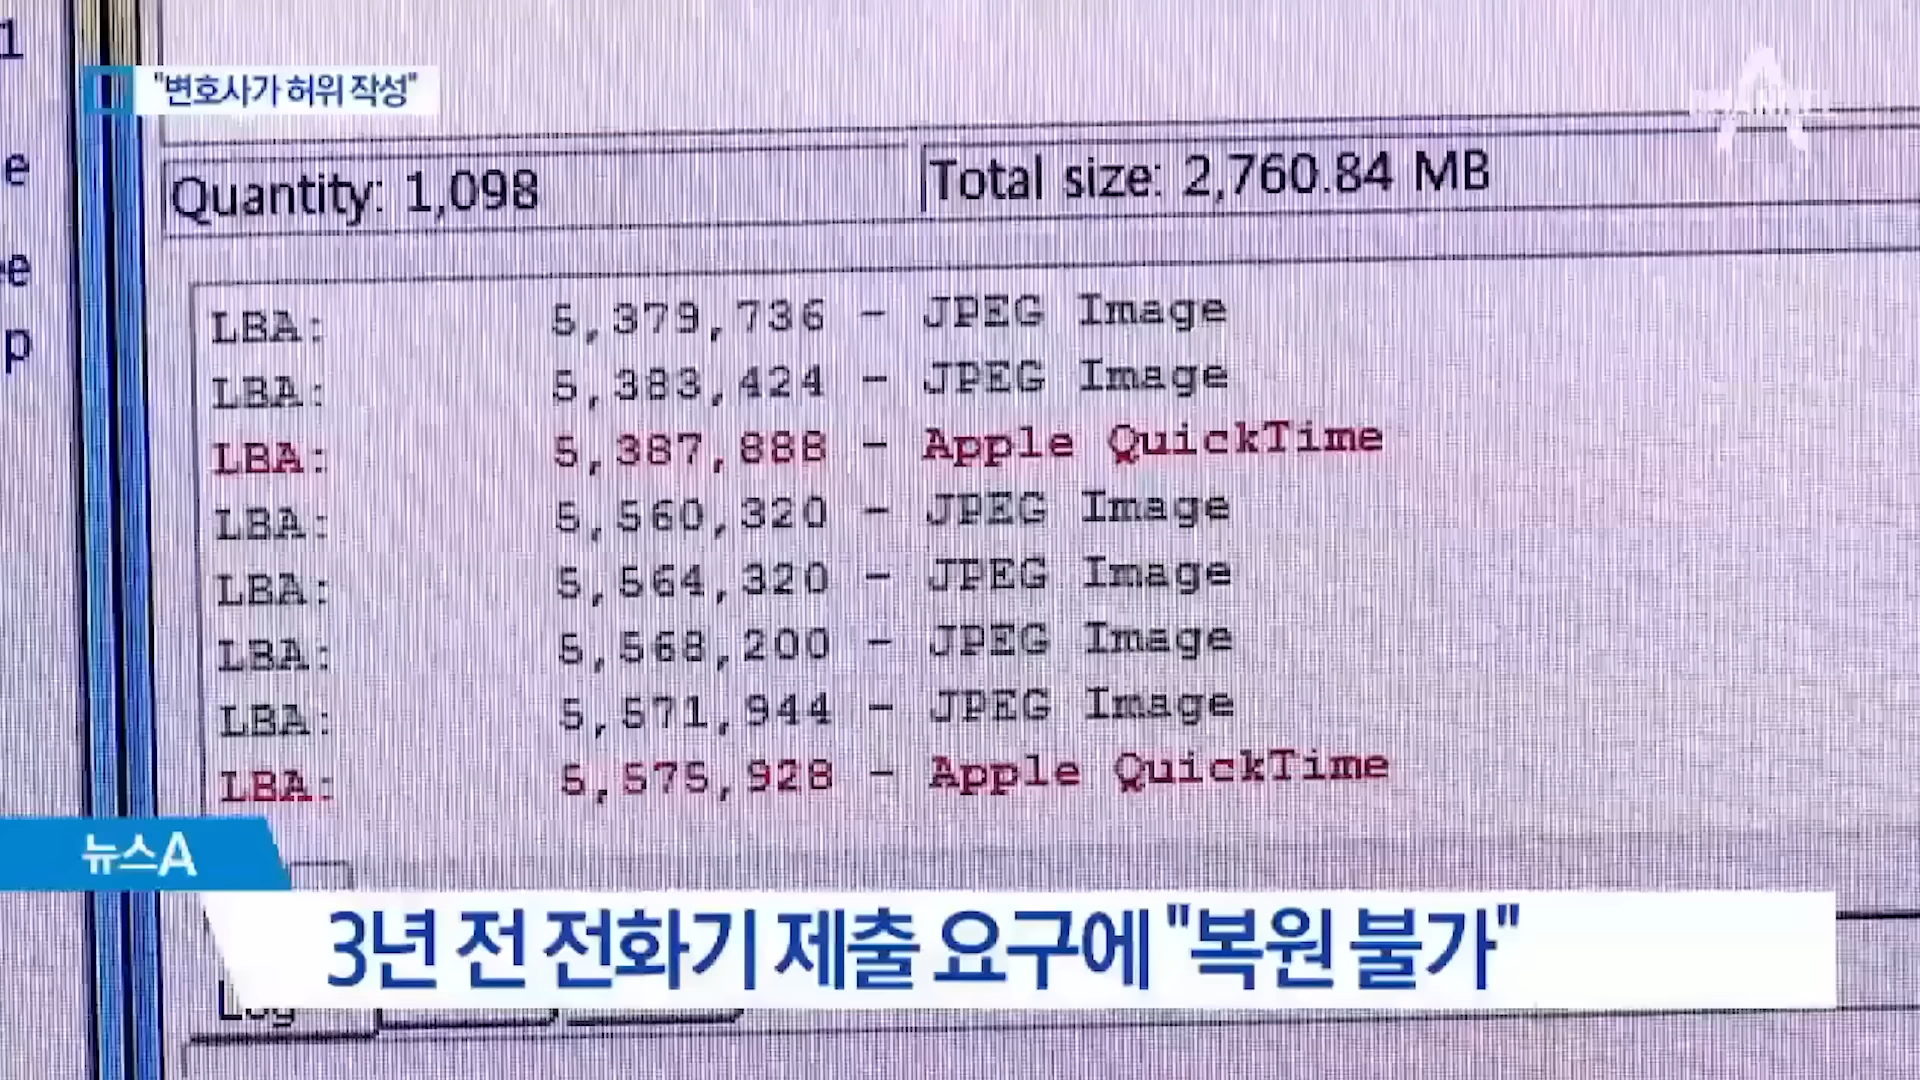 1
"변호사가 허위 작성"
CHANNEL A
e
Quantity: 1,098
Total size: 2,760.84 MB
e
p
LBA: 5,379,736 - JPEG Image
LBA: 5,383,424 - JPEG Image
LBA: 5,387,888 - Apple QuickTime
LBA: 5,560,320 - JPEG Image
LBA: 5,564,320 - JPEG Image
LBA: 5,568,200 - JPEG Image
LBA: 5,571,944 - JPEG Image
LBA: 5,575,928 - Apple QuickTime
뉴스A
3년 전 전화기 제출 요구에 "복원 불가"
Log